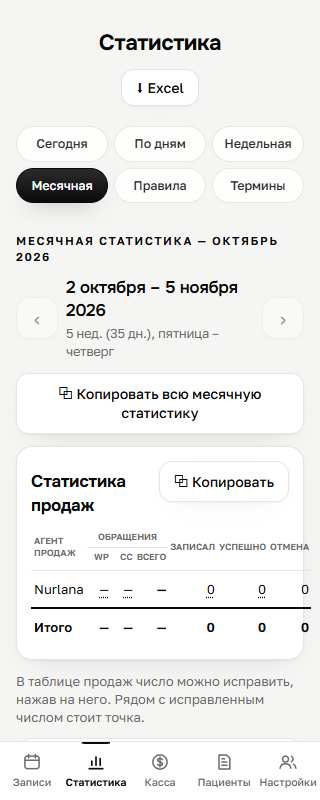 Статистика
⭳ Excel
Сегодня
По дням
Недельная
Месячная
Правила
Термины
МЕСЯЧНАЯ СТАТИСТИКА — ОКТЯБРЬ
2026
‹
2 октября – 5 ноября
2026
5 нед. (35 дн.), пятница –
четверг
›
Копировать всю месячную
статистику
Статистика
продаж
Копировать
АГЕНТ
ПРОДАЖ
ОБРАЩЕНИЯ
WP CC ВСЕГО
ЗАПИСАЛ УСПЕШНО ОТМЕНА
Nurlana — — — 0 0 0
Итого — — — 0 0 0
В таблице продаж число можно исправить,
нажав на него. Рядом с исправленным
числом стоит точка.
Записи
Статистика
Касса
Пациенты
Настройки